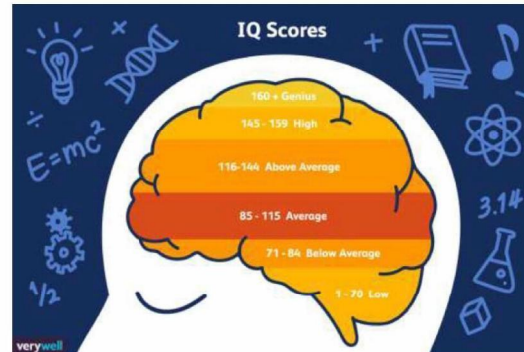 IQ Scores
160 + Genius
145 - 159 High
E=mc²
116-144 Above Average
85 - 115 Average
3.14
71 - 84 Below Average
1/2
1 - 70 Low
verywell